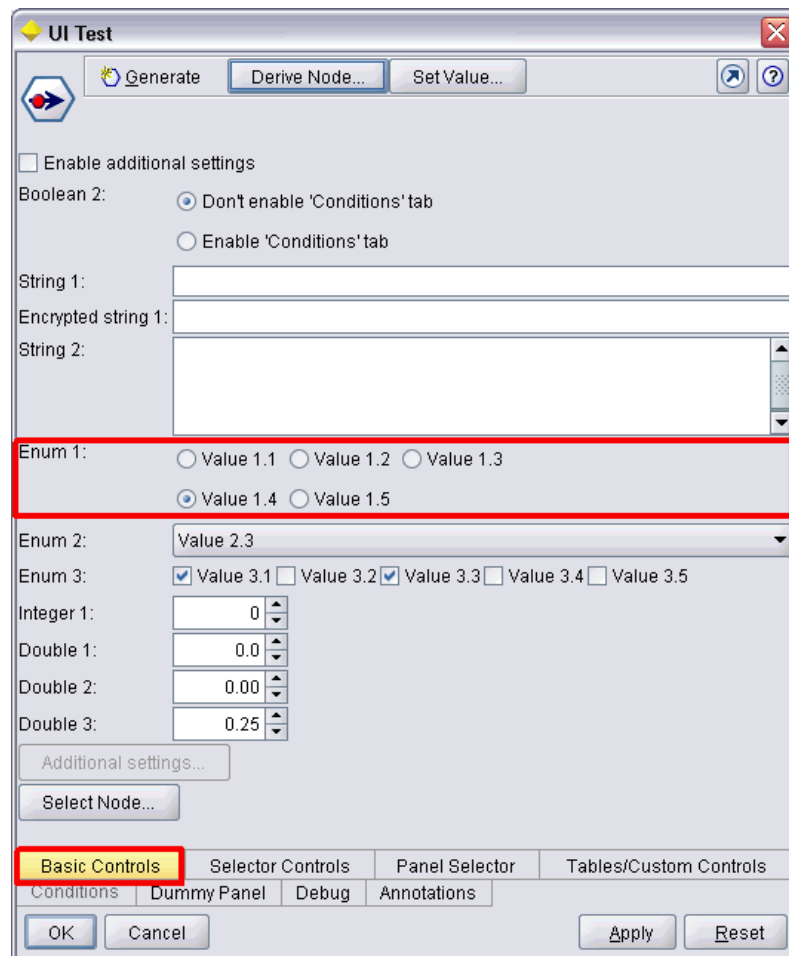 UI Test
Generate Derive Node... Set Value...
Enable additional settings
Boolean 2: Don't enable 'Conditions' tab
Enable 'Conditions' tab
String 1:
Encrypted string 1:
String 2:
Enum 1: Value 1.1 Value 1.2 Value 1.3
Value 1.4 Value 1.5
Enum 2: Value 2.3
Enum 3: Value 3.1 Value 3.2 Value 3.3 Value 3.4 Value 3.5
Integer 1: 0
Double 1: 0.0
Double 2: 0.00
Double 3: 0.25
Additional settings...
Select Node...
Basic Controls Selector Controls Panel Selector Tables/Custom Controls
Conditions Dummy Panel Debug Annotations
OK Cancel Apply Reset